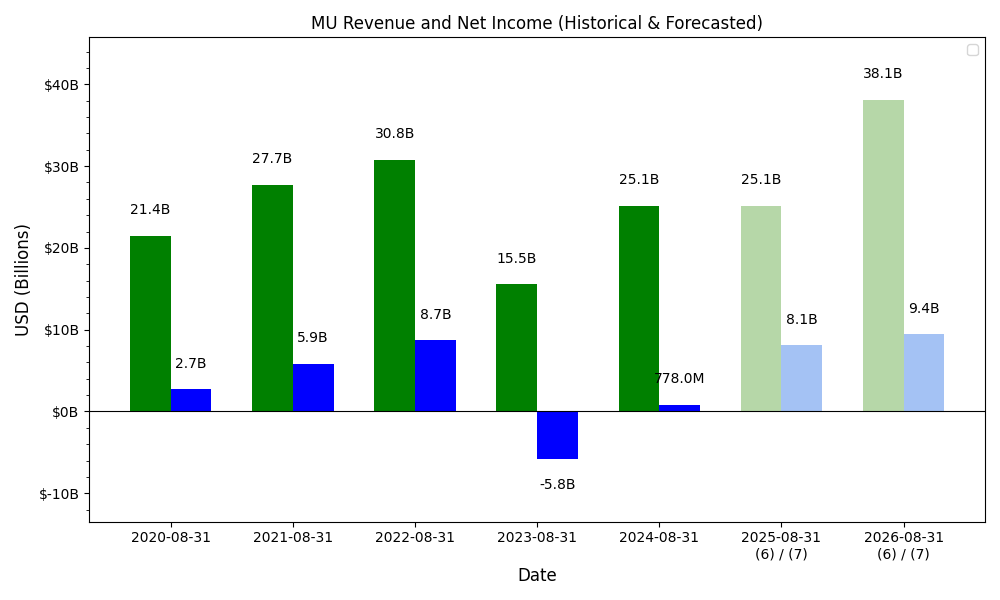 MU Revenue and Net Income (Historical & Forecasted)
USD (Billions)
$40B
$30B
$20B
$10B
$0B
$-10B
21.4B
2.7B
27.7B
5.9B
30.8B
8.7B
15.5B
-5.8B
25.1B
778.0M
25.1B
8.1B
38.1B
9.4B
2020-08-31
2021-08-31
2022-08-31
2023-08-31
2024-08-31
2025-08-31
(6) / (7)
2026-08-31
(6) / (7)
Date